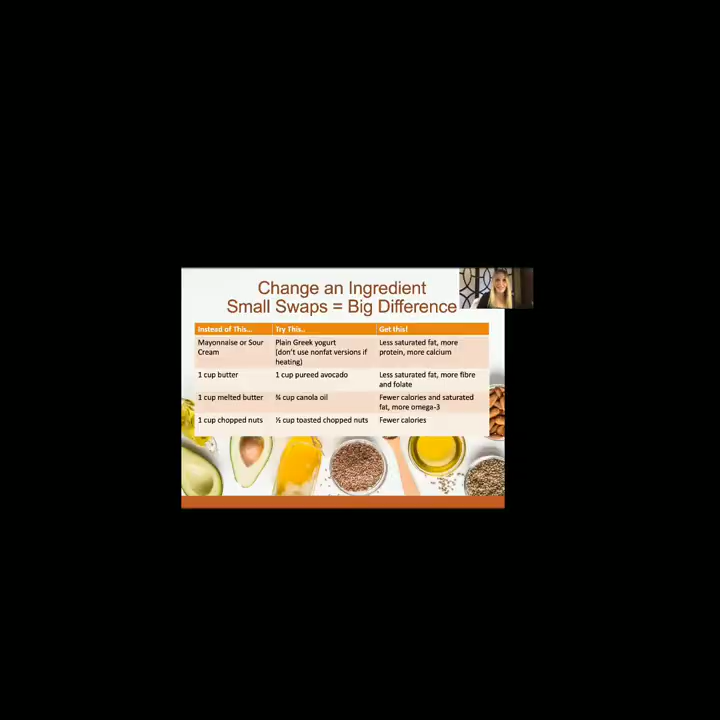 Change an Ingredient
Small Swaps = Big Difference
Instead of This... Try This.. Get this!
Mayonnaise or Sour Cream
Plain Greek yogurt
(don't use nonfat versions if heating)
Less saturated fat, more protein, more calcium
1 cup butter
1 cup pureed avocado
Less saturated fat, more fibre and folate
1 cup melted butter
¾ cup canola oil
Fewer calories and saturated fat, more omega-3
1 cup chopped nuts
½ cup toasted chopped nuts
Fewer calories